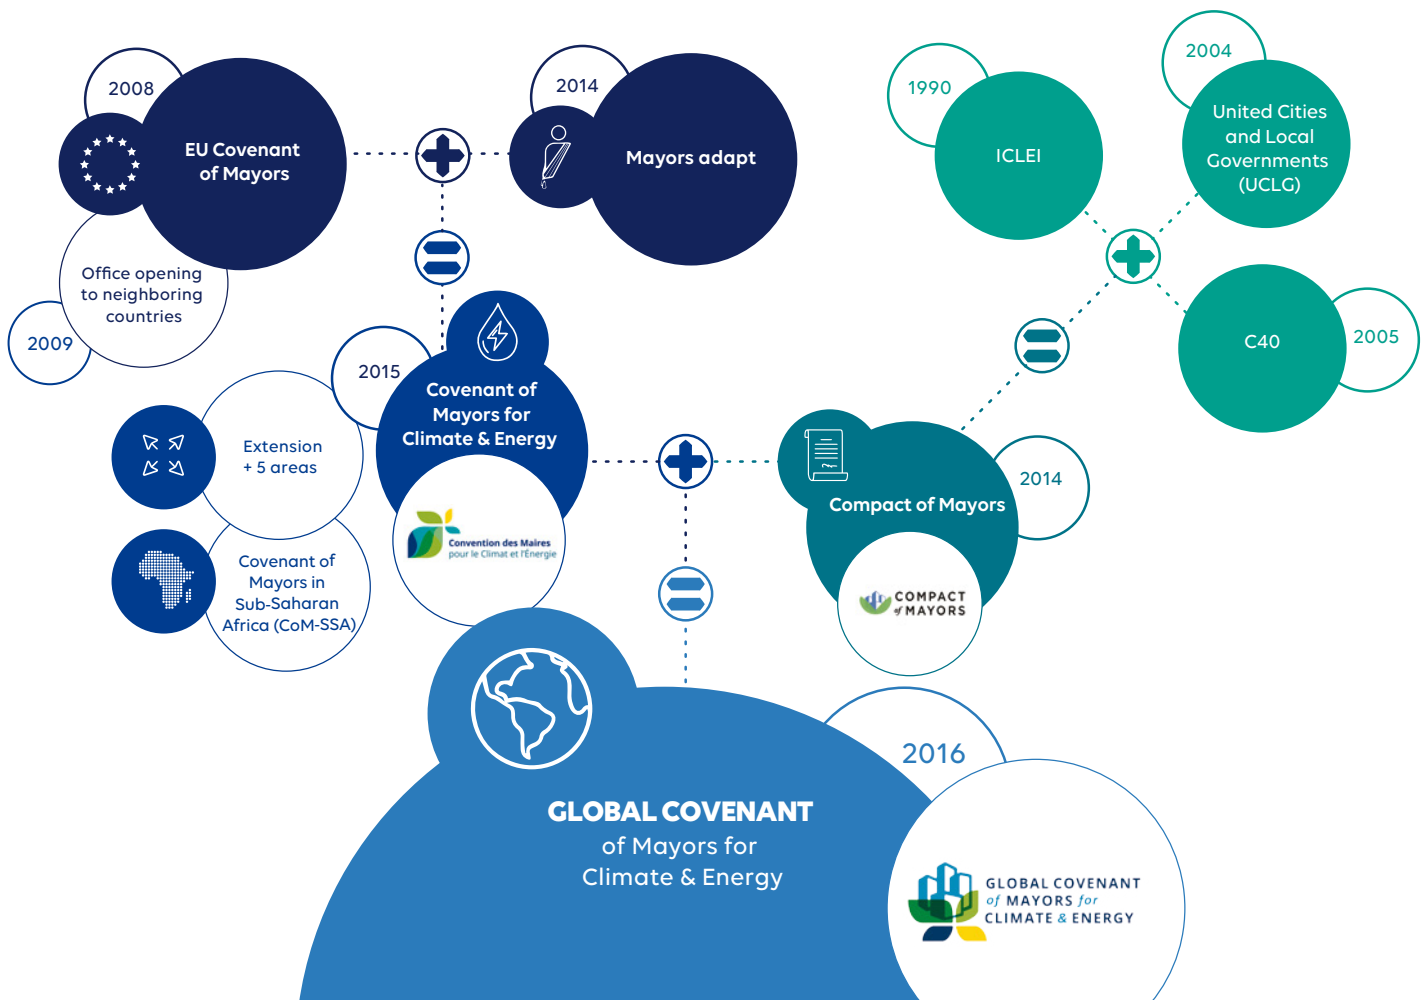 2008
EU Covenant
of Mayors
Office opening
to neighboring
countries
2009
2014
Mayors adapt
1990
ICLEI
2004
United Cities
and Local
Governments
(UCLG)
C40
2005
2015
Covenant of
Mayors for
Climate & Energy
Convention des Maires
pour le Climat et l'Énergie
Extension
+ 5 areas
Covenant of
Mayors in
Sub-Saharan
Africa (CoM-SSA)
2014
Compact of Mayors
COMPACT
of MAYORS
2016
GLOBAL COVENANT
of Mayors for
Climate & Energy
GLOBAL COVENANT
of MAYORS for
CLIMATE & ENERGY